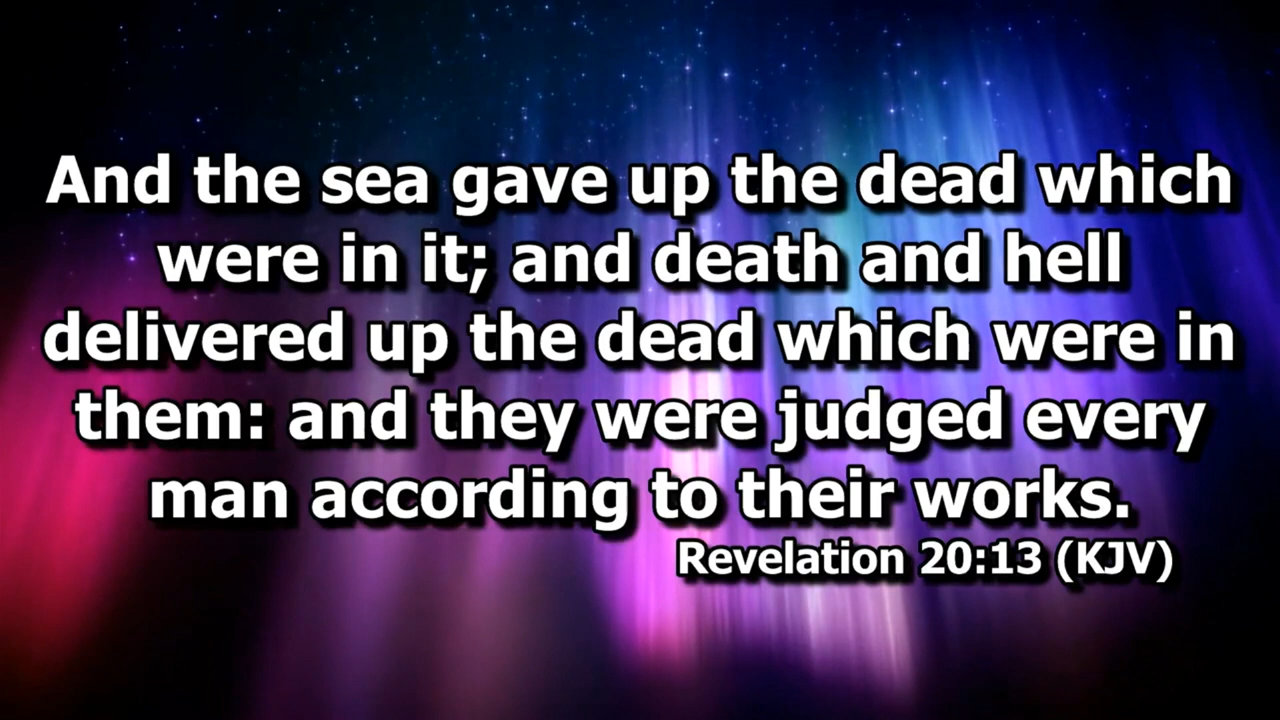 And the sea gave up the dead which
were in it; and death and hell
delivered up the dead which were in
them: and they were judged every
man according to their works.
Revelation 20:13 (KJV)